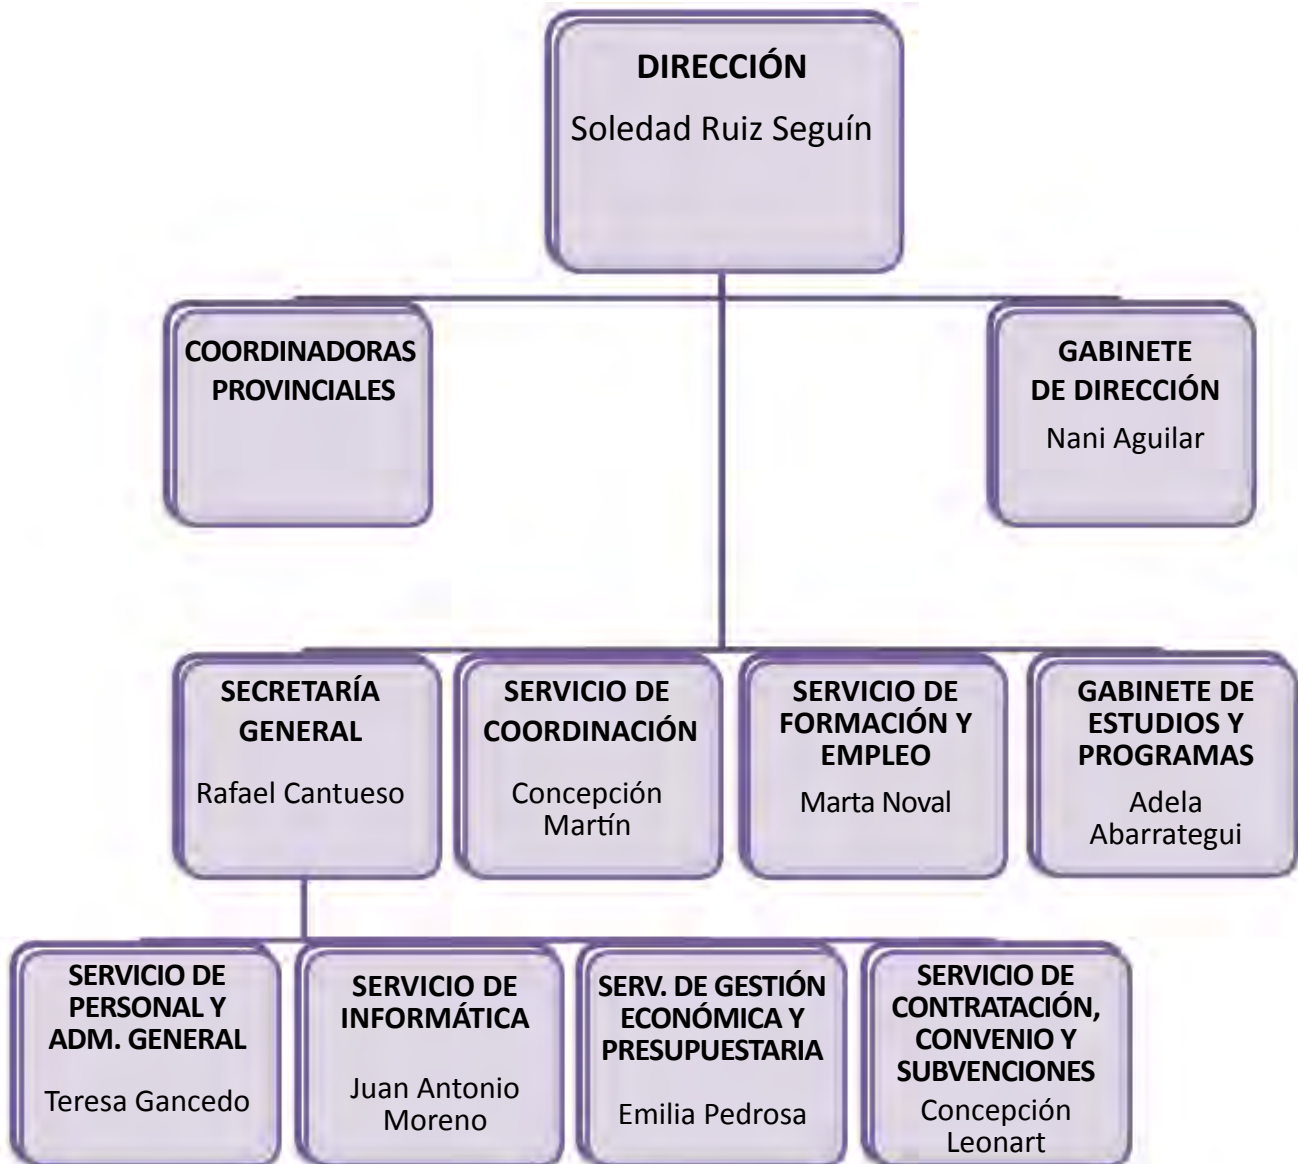 DIRECCIÓN
Soledad Ruiz Seguín
COORDINADORAS
PROVINCIALES
GABINETE
DE DIRECCIÓN
Nani Aguilar
SECRETARÍA
GENERAL
Rafael Cantueso
SERVICIO DE
COORDINACIÓN
Concepción
Martín
SERVICIO DE
FORMACIÓN Y
EMPLEO
Marta Noval
GABINETE DE
ESTUDIOS Y
PROGRAMAS
Adela
Abarrategui
SERVICIO DE
PERSONAL Y
ADM. GENERAL
Teresa Gancedo
SERVICIO DE
INFORMÁTICA
Juan Antonio
Moreno
SERV. DE GESTIÓN
ECONÓMICA Y
PRESUPUESTARIA
Emilia Pedrosa
SERVICIO DE
CONTRATACIÓN,
CONVENIO Y
SUBVENCIONES
Concepción
Leonart